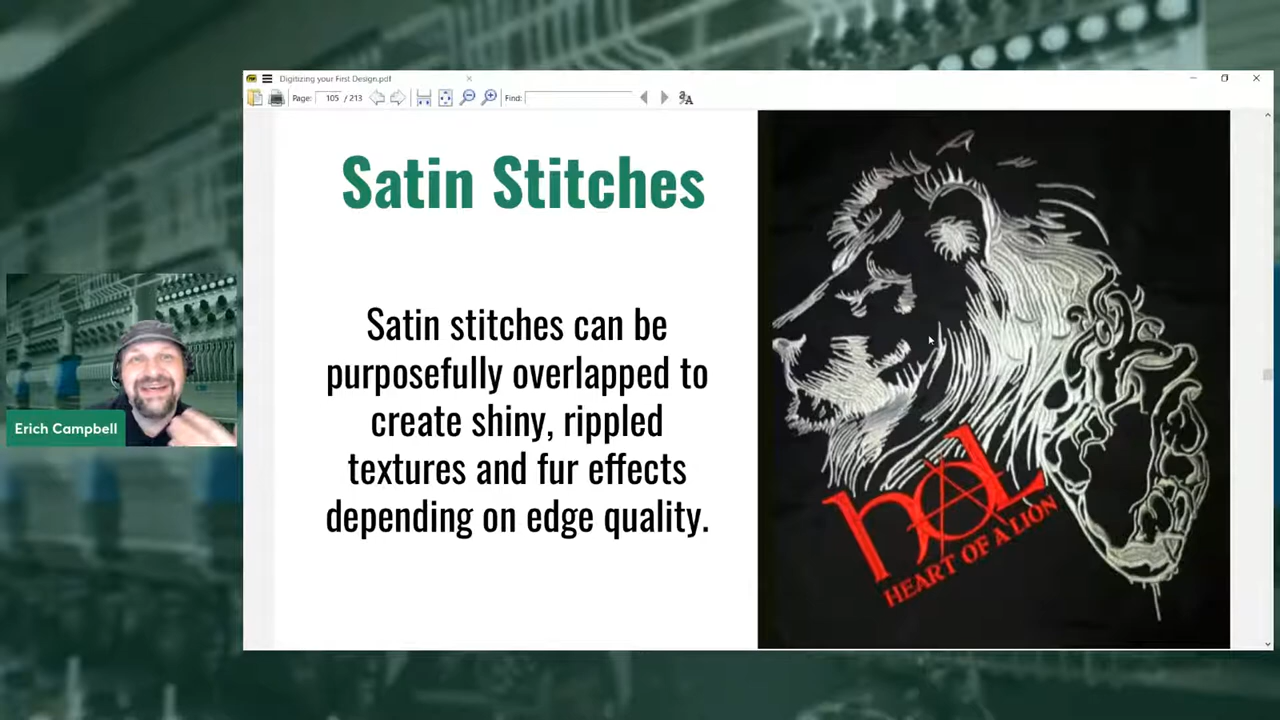 Digitizing your First Design.pdf
Page: 105 / 213
Find:
Satin Stitches
Satin stitches can be
purposefully overlapped to
create shiny, rippled
textures and fur effects
depending on edge quality.
Erich Campbell
HAL
HEART OF A LION